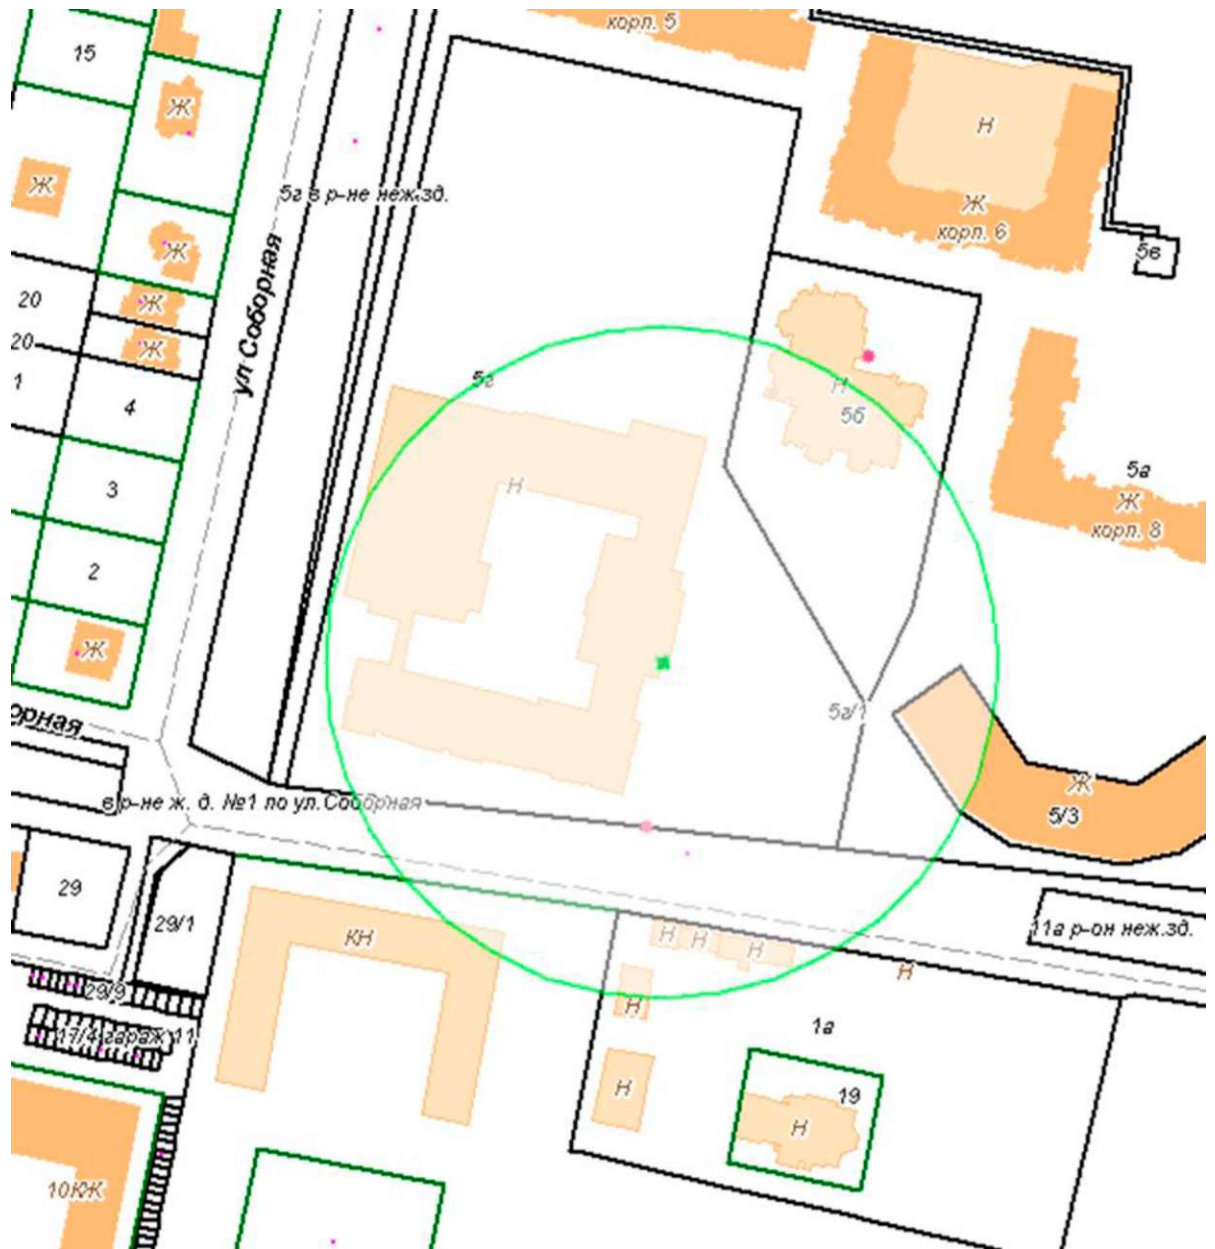 корп. 5
15
Ж
Н
Ж
5г в р-не неж.зд.
Ж
корп. 6
Ж
5в
20
Ж
ул Соборная
20
Ж
1
4
5г
Н
5б
3
Н
5а
Ж
корп. 8
2
Ж
5г/1
орная
Ж
5/3
в р-не ж. д. №1 по ул.Соборная
29
29/1
КН
Н
Н
Н
11а р-он неж.зд.
Н
29/9
Н
17/4 гараж 11
1а
Н
19
Н
10КЖ